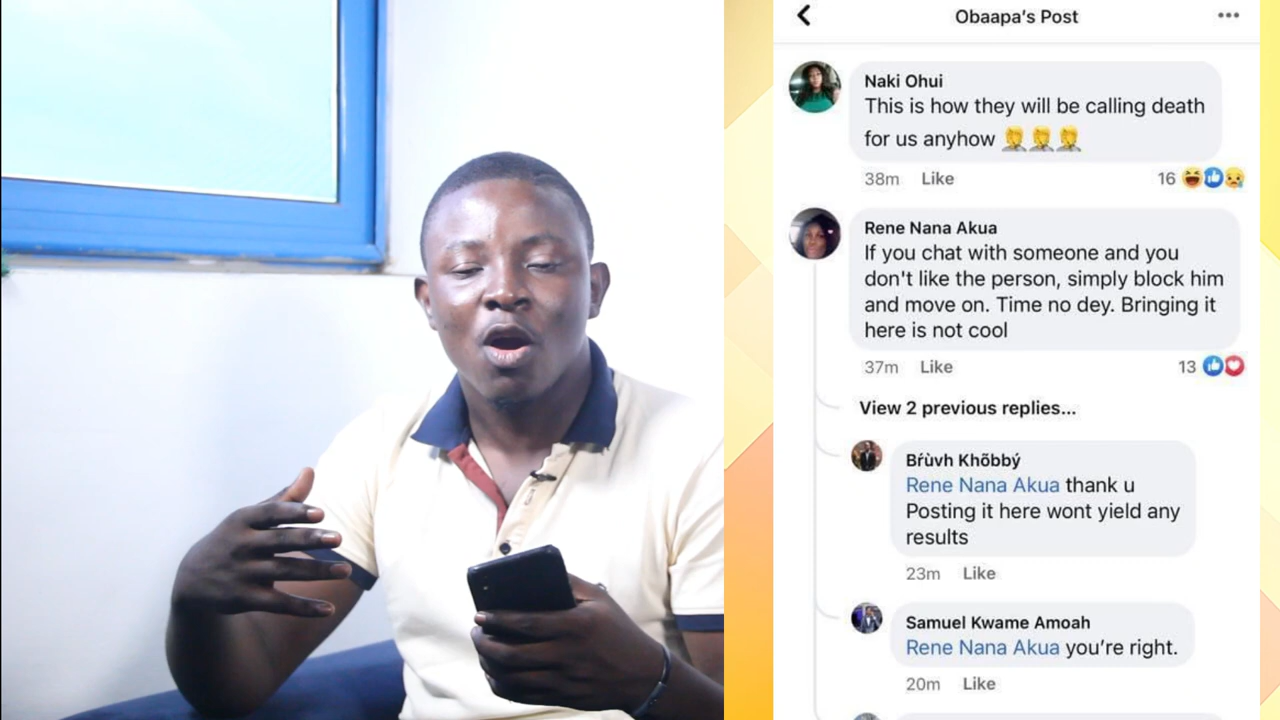 Obaapa's Post
Naki Ohui
This is how they will be calling death
for us anyhow 🤦🤦🤦
38m Like 16
Rene Nana Akua
If you chat with someone and you
don't like the person, simply block him
and move on. Time no dey. Bringing it
here is not cool
37m Like 13
View 2 previous replies...
Bŕùvh Khõbbý
Rene Nana Akua thank u
Posting it here wont yield any
results
23m Like
Samuel Kwame Amoah
Rene Nana Akua you're right.
20m Like